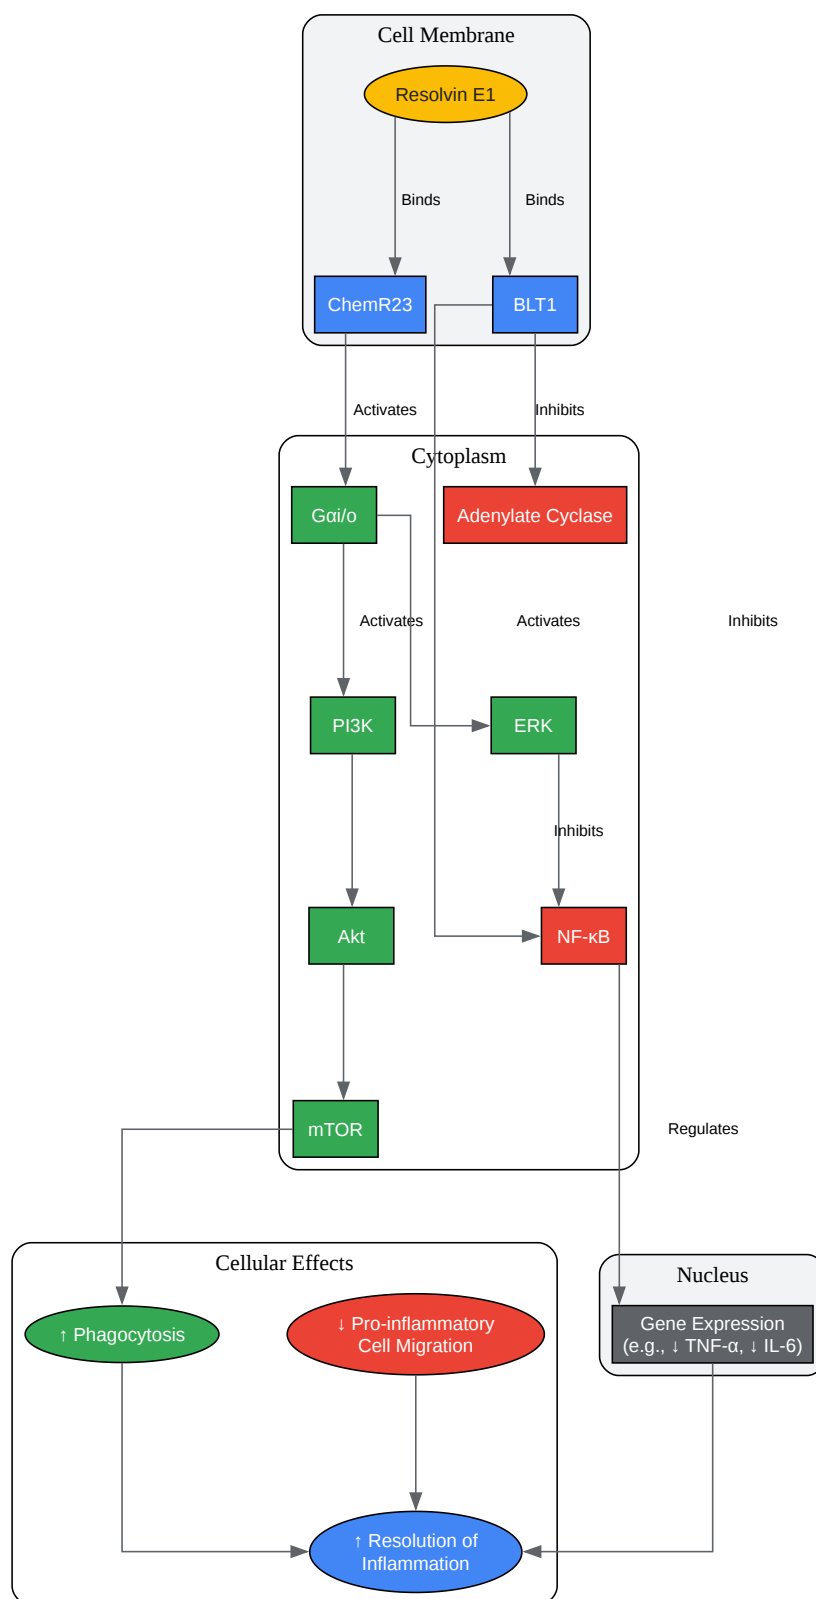 Cell Membrane
Resolvin E1
Binds
Binds
ChemR23
BLT1
Activates
Inhibits
Cytoplasm
Gαi/o
Adenylate Cyclase
Activates
Activates
Inhibits
PI3K
ERK
Inhibits
Akt
NF-κB
mTOR
Regulates
Cellular Effects
Nucleus
↑ Phagocytosis
↓ Pro-inflammatory
Cell Migration
Gene Expression
(e.g., ↓ TNF-α, ↓ IL-6)
↑ Resolution of
Inflammation